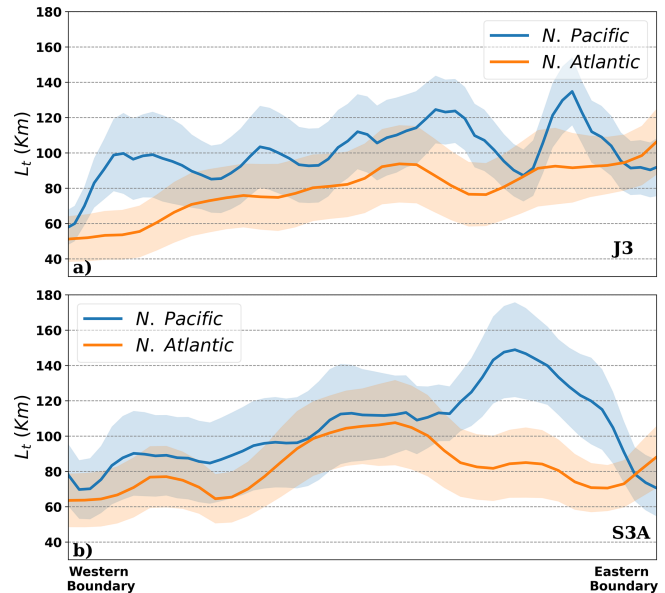 180
160
140
120
100
80
60
40
L_t (Km)
N. Pacific
N. Atlantic
a)
J3
180
160
140
120
100
80
60
40
L_t (Km)
N. Pacific
N. Atlantic
b)
S3A
Western
Boundary
Eastern
Boundary